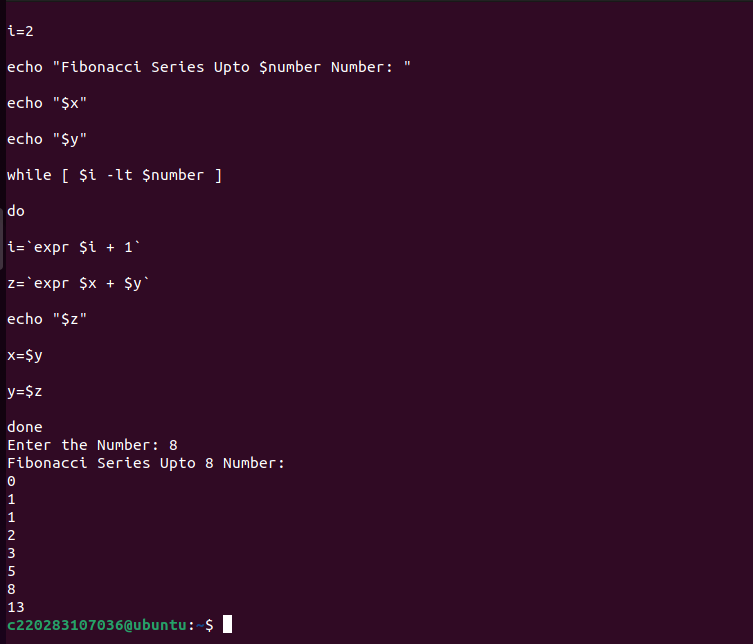 i=2
echo "Fibonacci Series Upto $number Number: "
echo "$x"
echo "$y"
while [ $i -lt $number ]
do
i=`expr $i + 1`
z=`expr $x + $y`
echo "$z"
x=$y
y=$z
done
Enter the Number: 8
Fibonacci Series Upto 8 Number:
0
1
1
2
3
5
8
13
c220283107036@ubuntu:~$